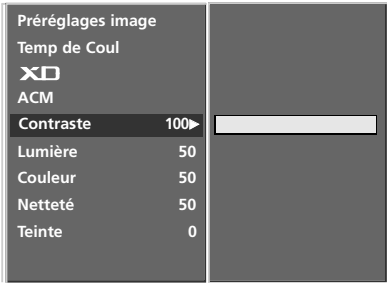 Préréglages image
Temp de Coul
XD
ACM
Contraste 100▶
Lumière 50
Couleur 50
Netteté 50
Teinte 0